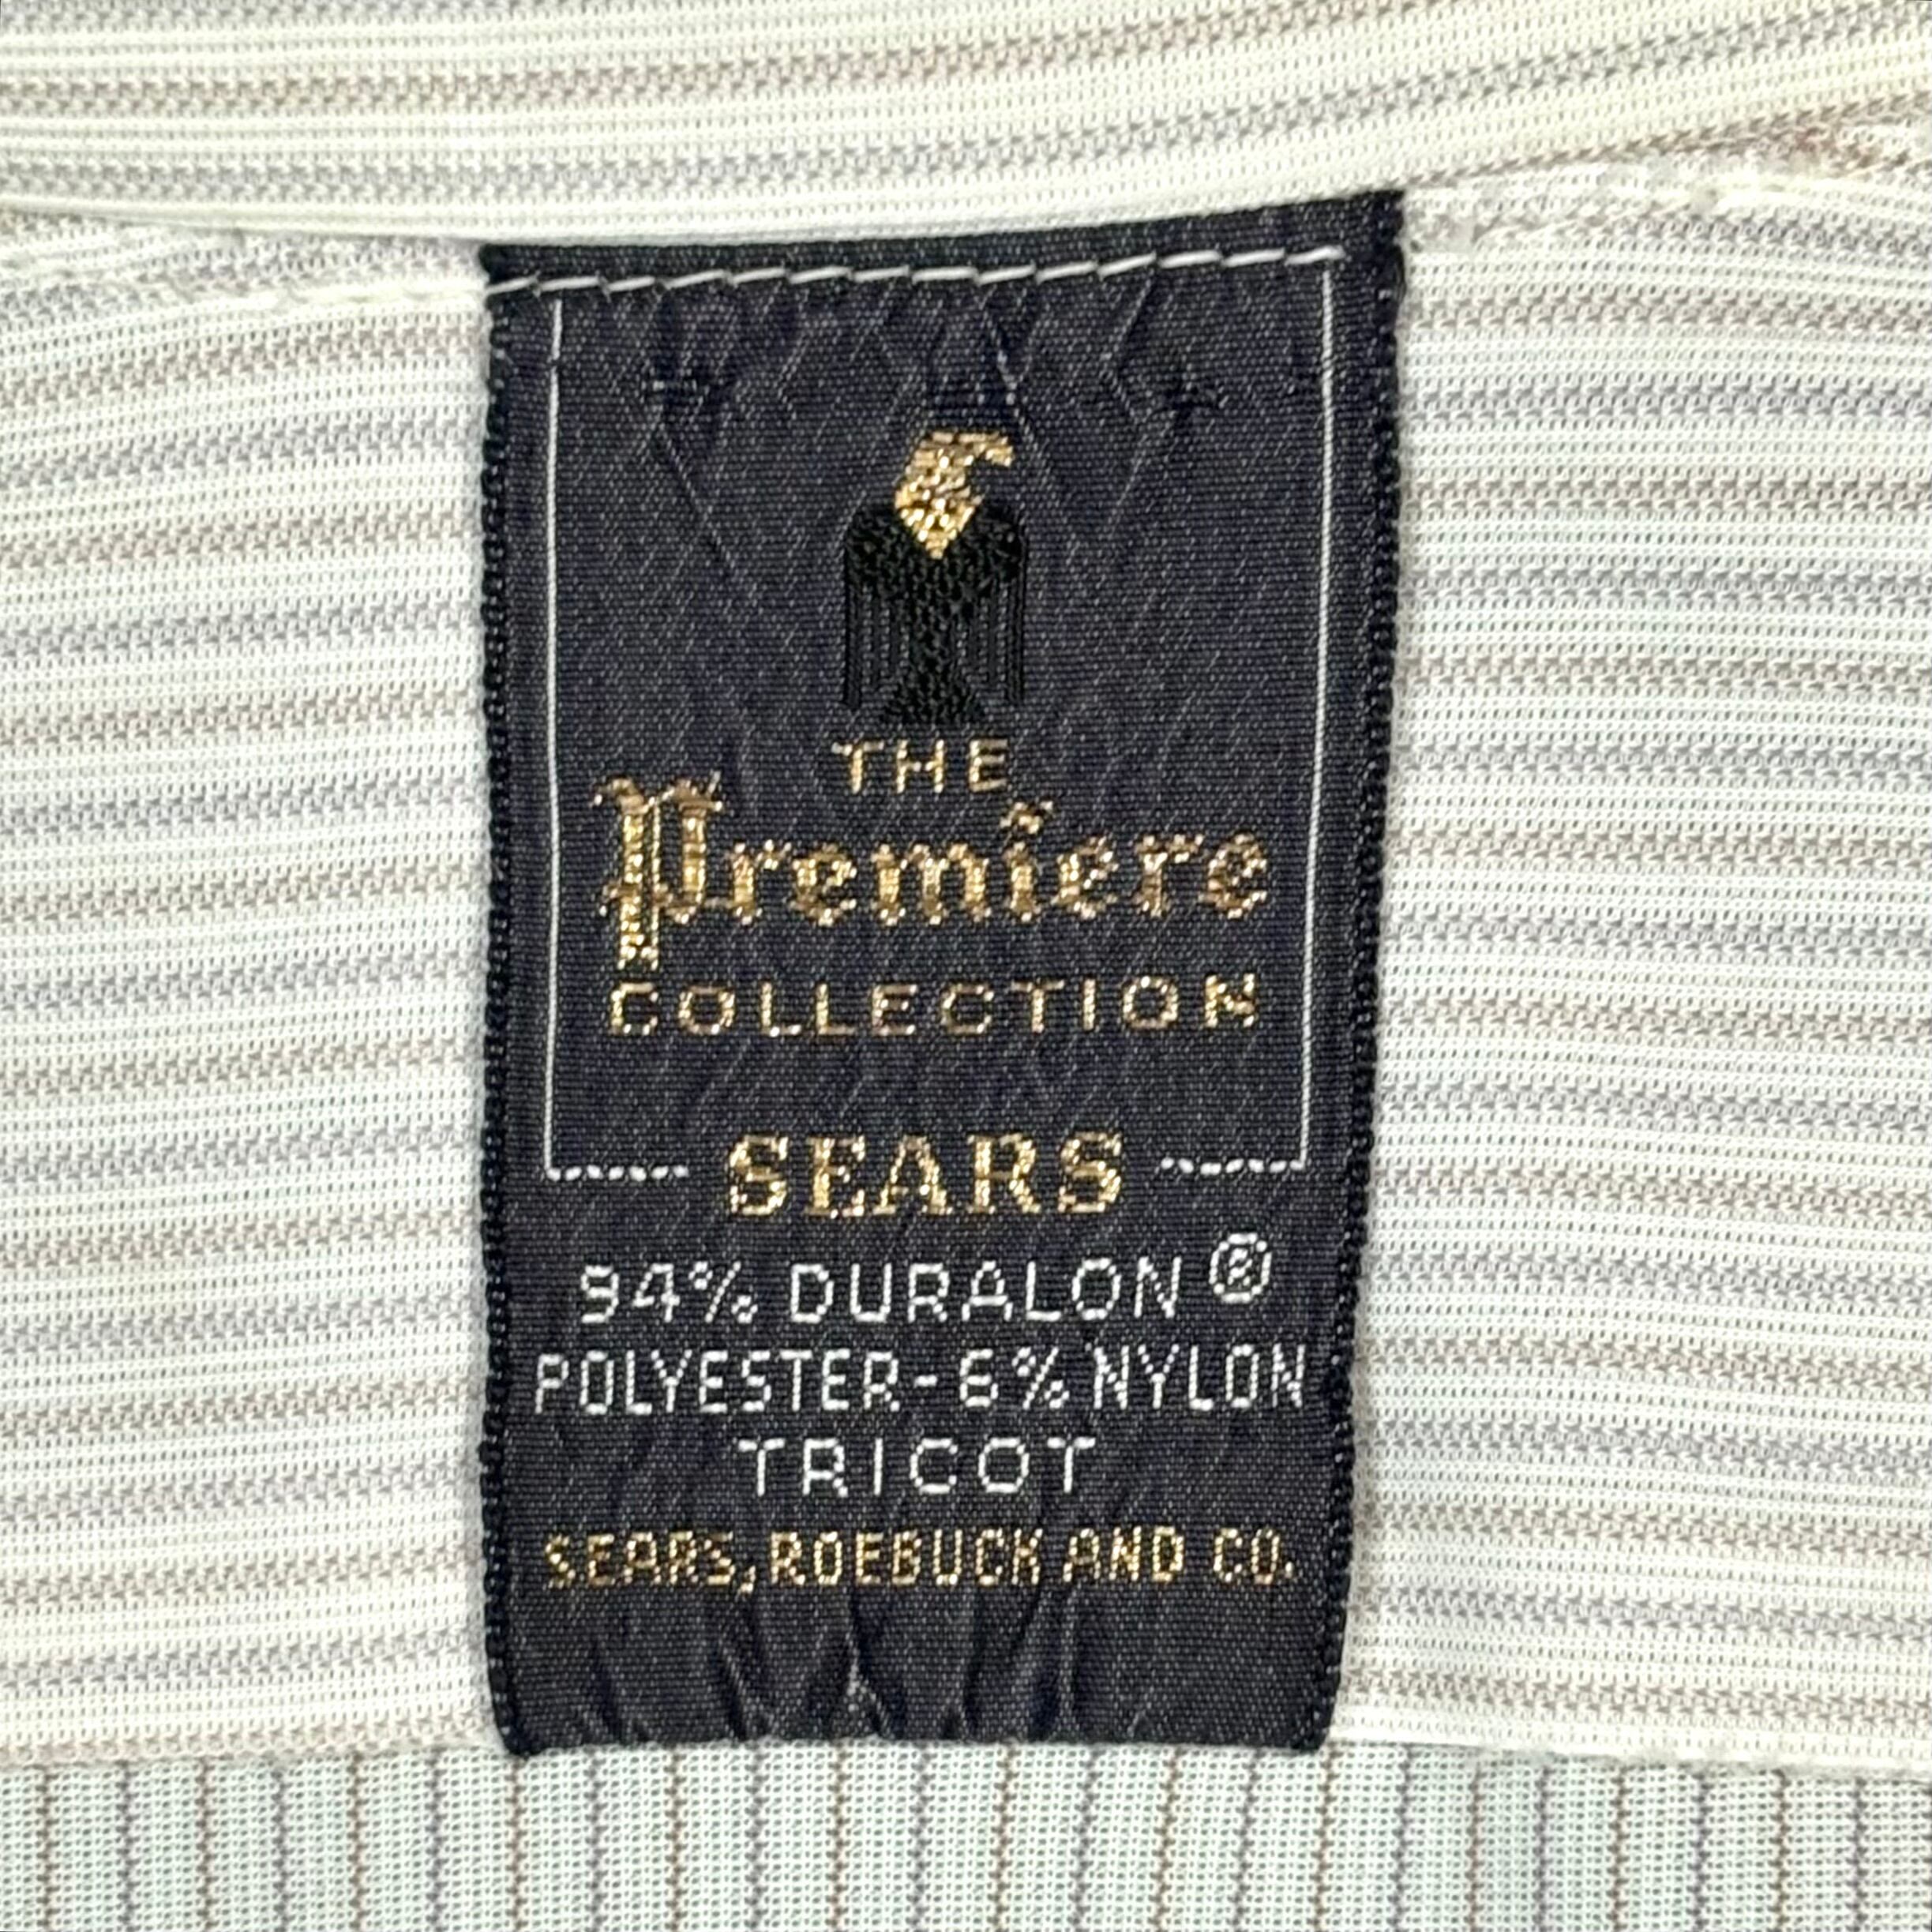 THE
Premiere
COLLECTION
SEARS
94% DURALON®
POLYESTER-6% NYLON
TRICOT
SEARS, ROEBUCK AND CO.